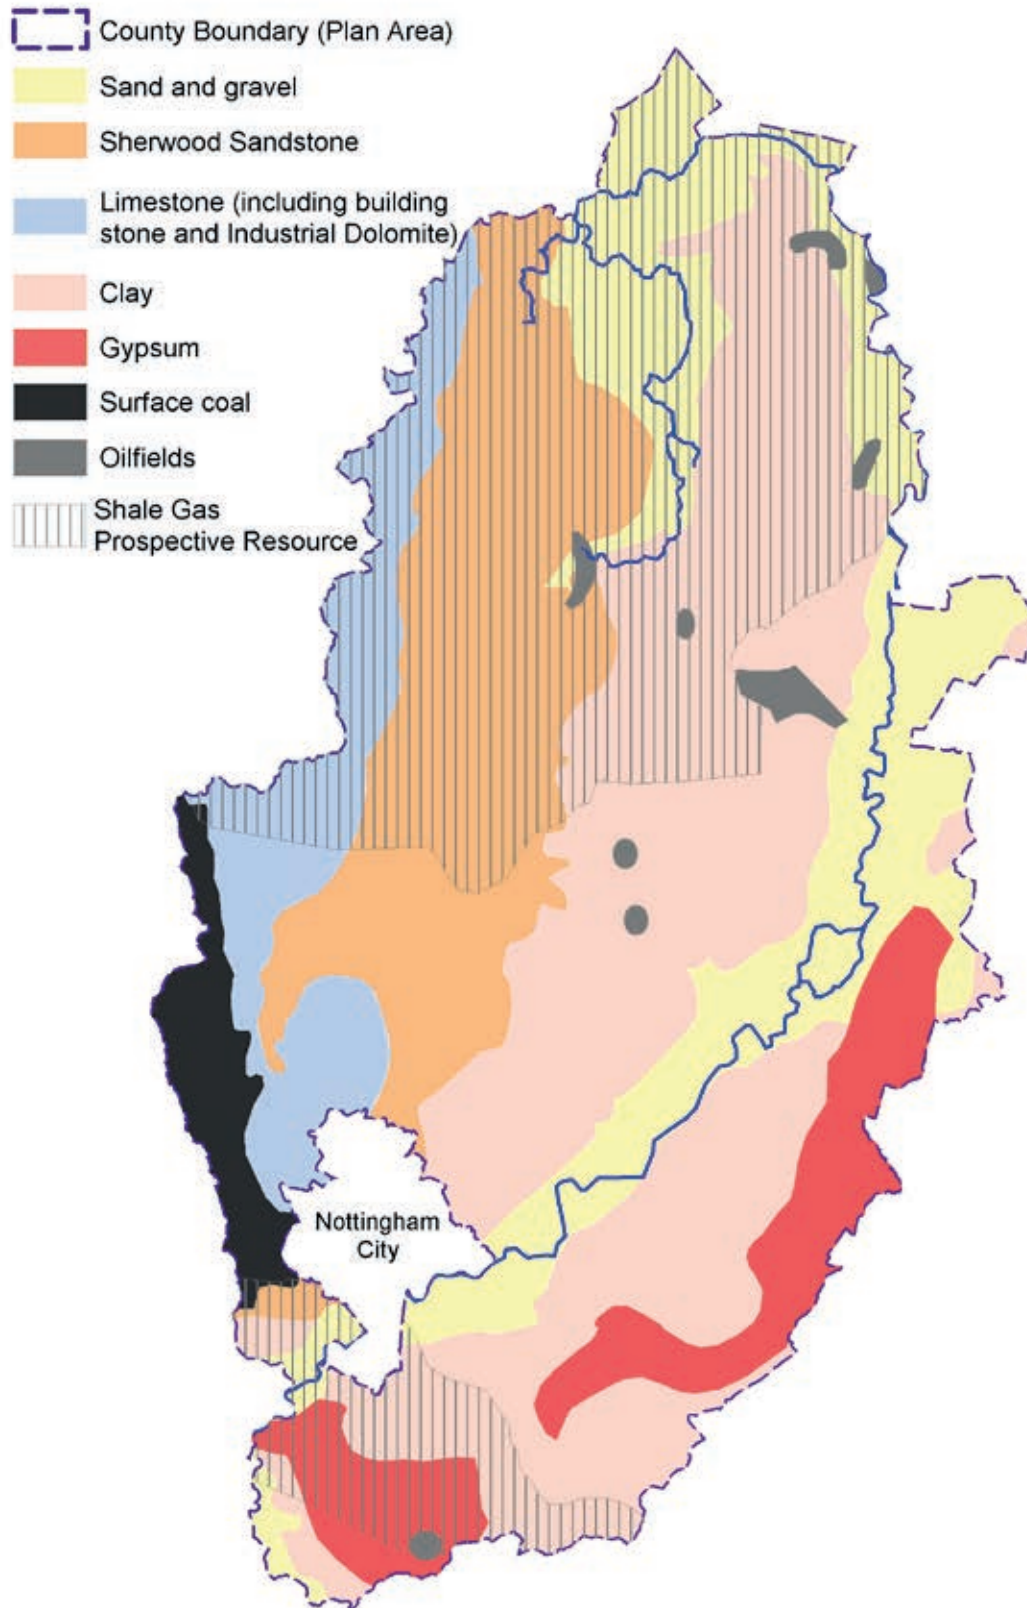 County Boundary (Plan Area)
Sand and gravel
Sherwood Sandstone
Limestone (including building
stone and Industrial Dolomite)
Clay
Gypsum
Surface coal
Oilfields
Shale Gas
Prospective Resource
Nottingham
City